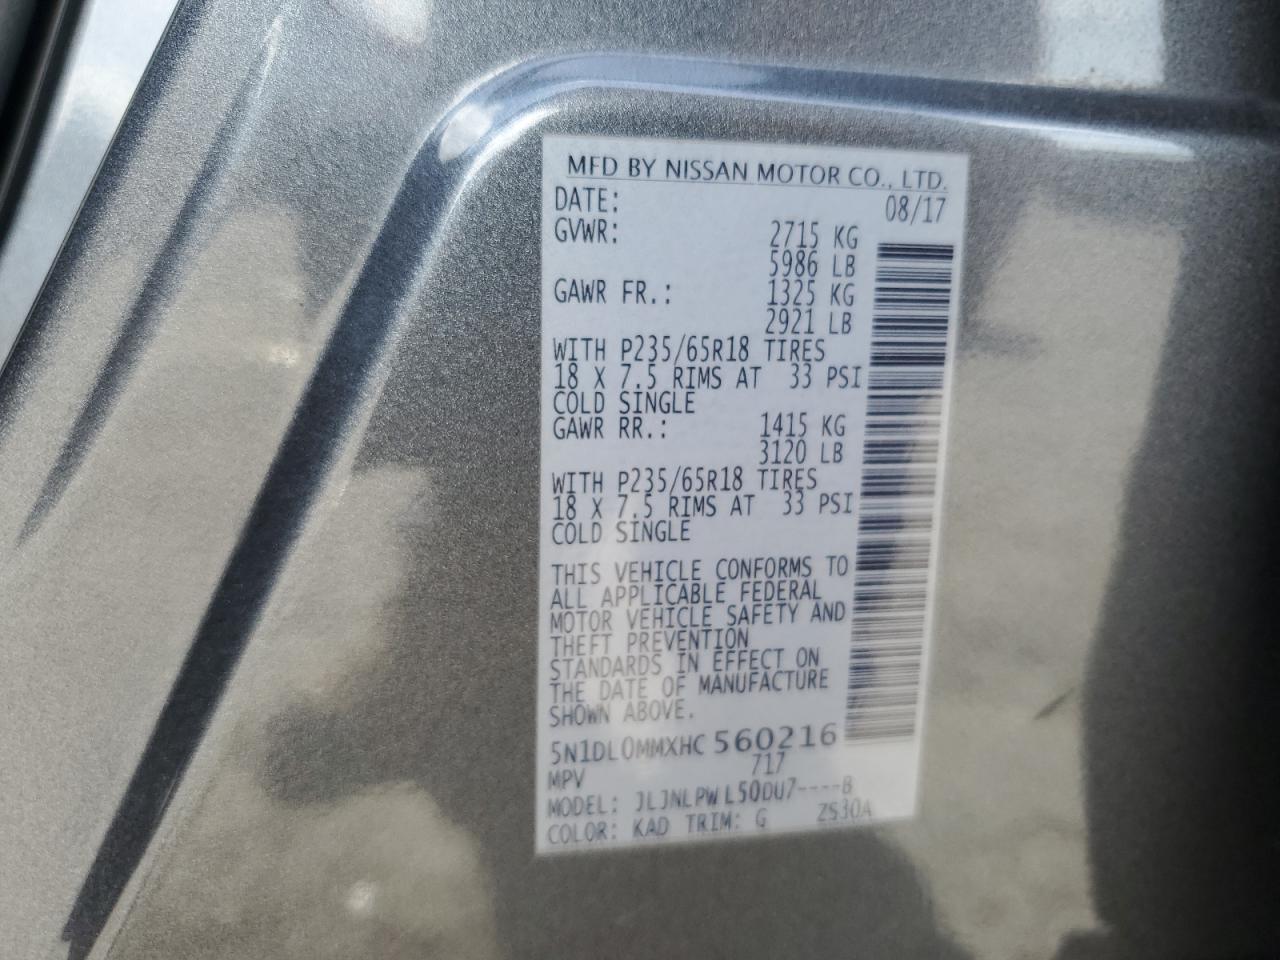 MFD BY NISSAN MOTOR CO., LTD.
DATE: 08/17
GVWR: 2715 KG
5986 LB
GAWR FR.: 1325 KG
2921 LB
WITH P235/65R18 TIRES
18 X 7.5 RIMS AT 33 PSI
COLD SINGLE
GAWR RR.: 1415 KG
3120 LB
WITH P235/65R18 TIRES
18 X 7.5 RIMS AT 33 PSI
COLD SINGLE
THIS VEHICLE CONFORMS TO
ALL APPLICABLE FEDERAL
MOTOR VEHICLE SAFETY AND
THEFT PREVENTION
STANDARDS IN EFFECT ON
THE DATE OF MANUFACTURE
SHOWN ABOVE.
5N1DL0MMXHC560216
MPV 717
MODEL: JLJNLPWL50DU7----B
COLOR: KAD TRIM: G ZS30A